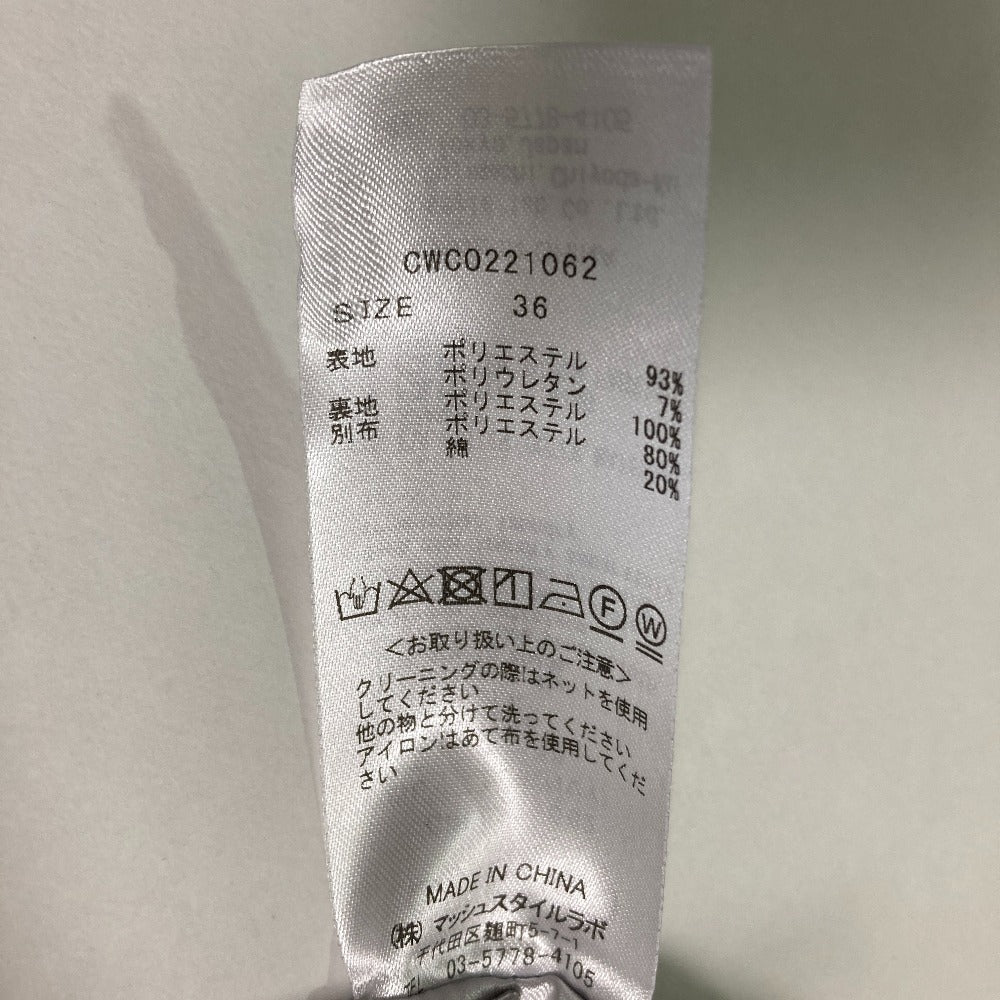 CWCO221062
SIZE 36
表地 ポリエステル 93%
ポリウレタン 7%
裏地 ポリエステル 100%
別布 ポリエステル 80%
綿 20%
F W
<お取り扱い上のご注意>
クリーニングの際はネットを使用
してください
他の物と分けて洗ってください
アイロンはあて布を使用してくだ
さい
MADE IN CHINA
(株)マッシュスタイルラボ
千代田区麹町5-7-1
TEL 03-5778-4105